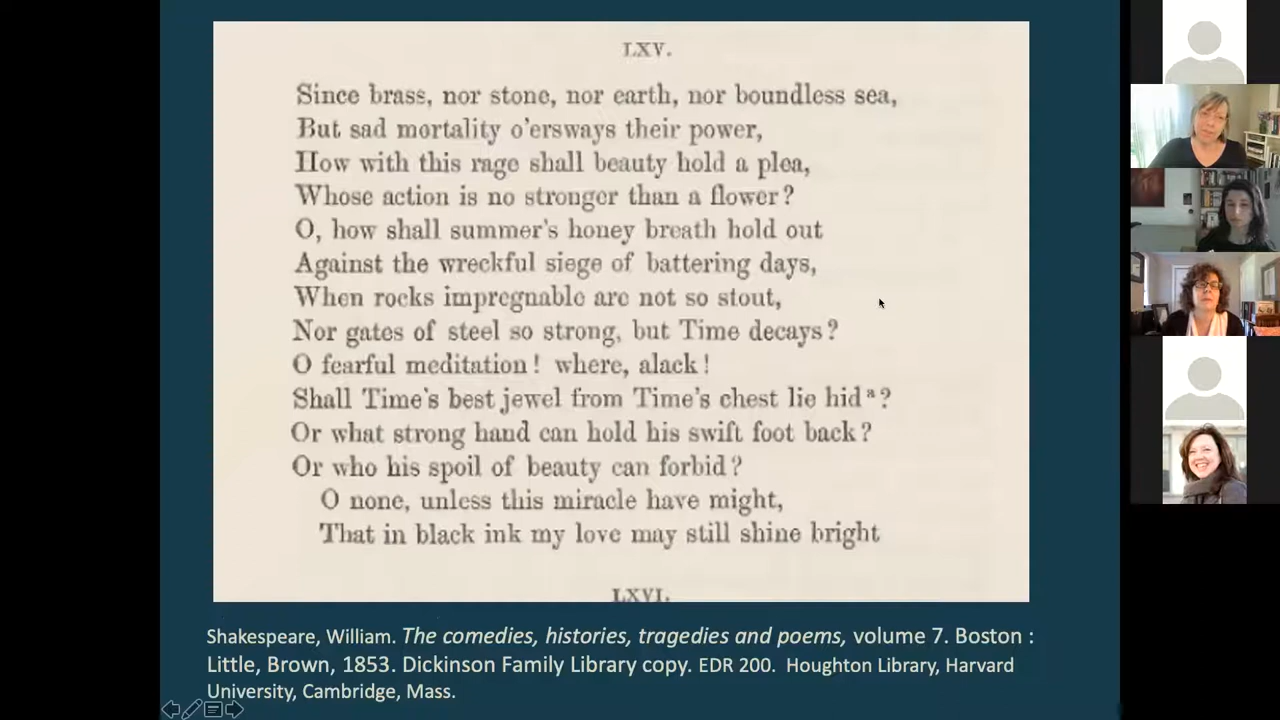 LXV.
Since brass, nor stone, nor earth, nor boundless sea,
But sad mortality o'ersways their power,
How with this rage shall beauty hold a plea,
Whose action is no stronger than a flower?
O, how shall summer's honey breath hold out
Against the wreckful siege of battering days,
When rocks impregnable are not so stout,
Nor gates of steel so strong, but Time decays?
O fearful meditation! where, alack!
Shall Time's best jewel from Time's chest lie hid a?
Or what strong hand can hold his swift foot back?
Or who his spoil of beauty can forbid?
O none, unless this miracle have might,
That in black ink my love may still shine bright
LXVI.
Shakespeare, William. The comedies, histories, tragedies and poems, volume 7. Boston :
Little, Brown, 1853. Dickinson Family Library copy. EDR 200. Houghton Library, Harvard
University, Cambridge, Mass.